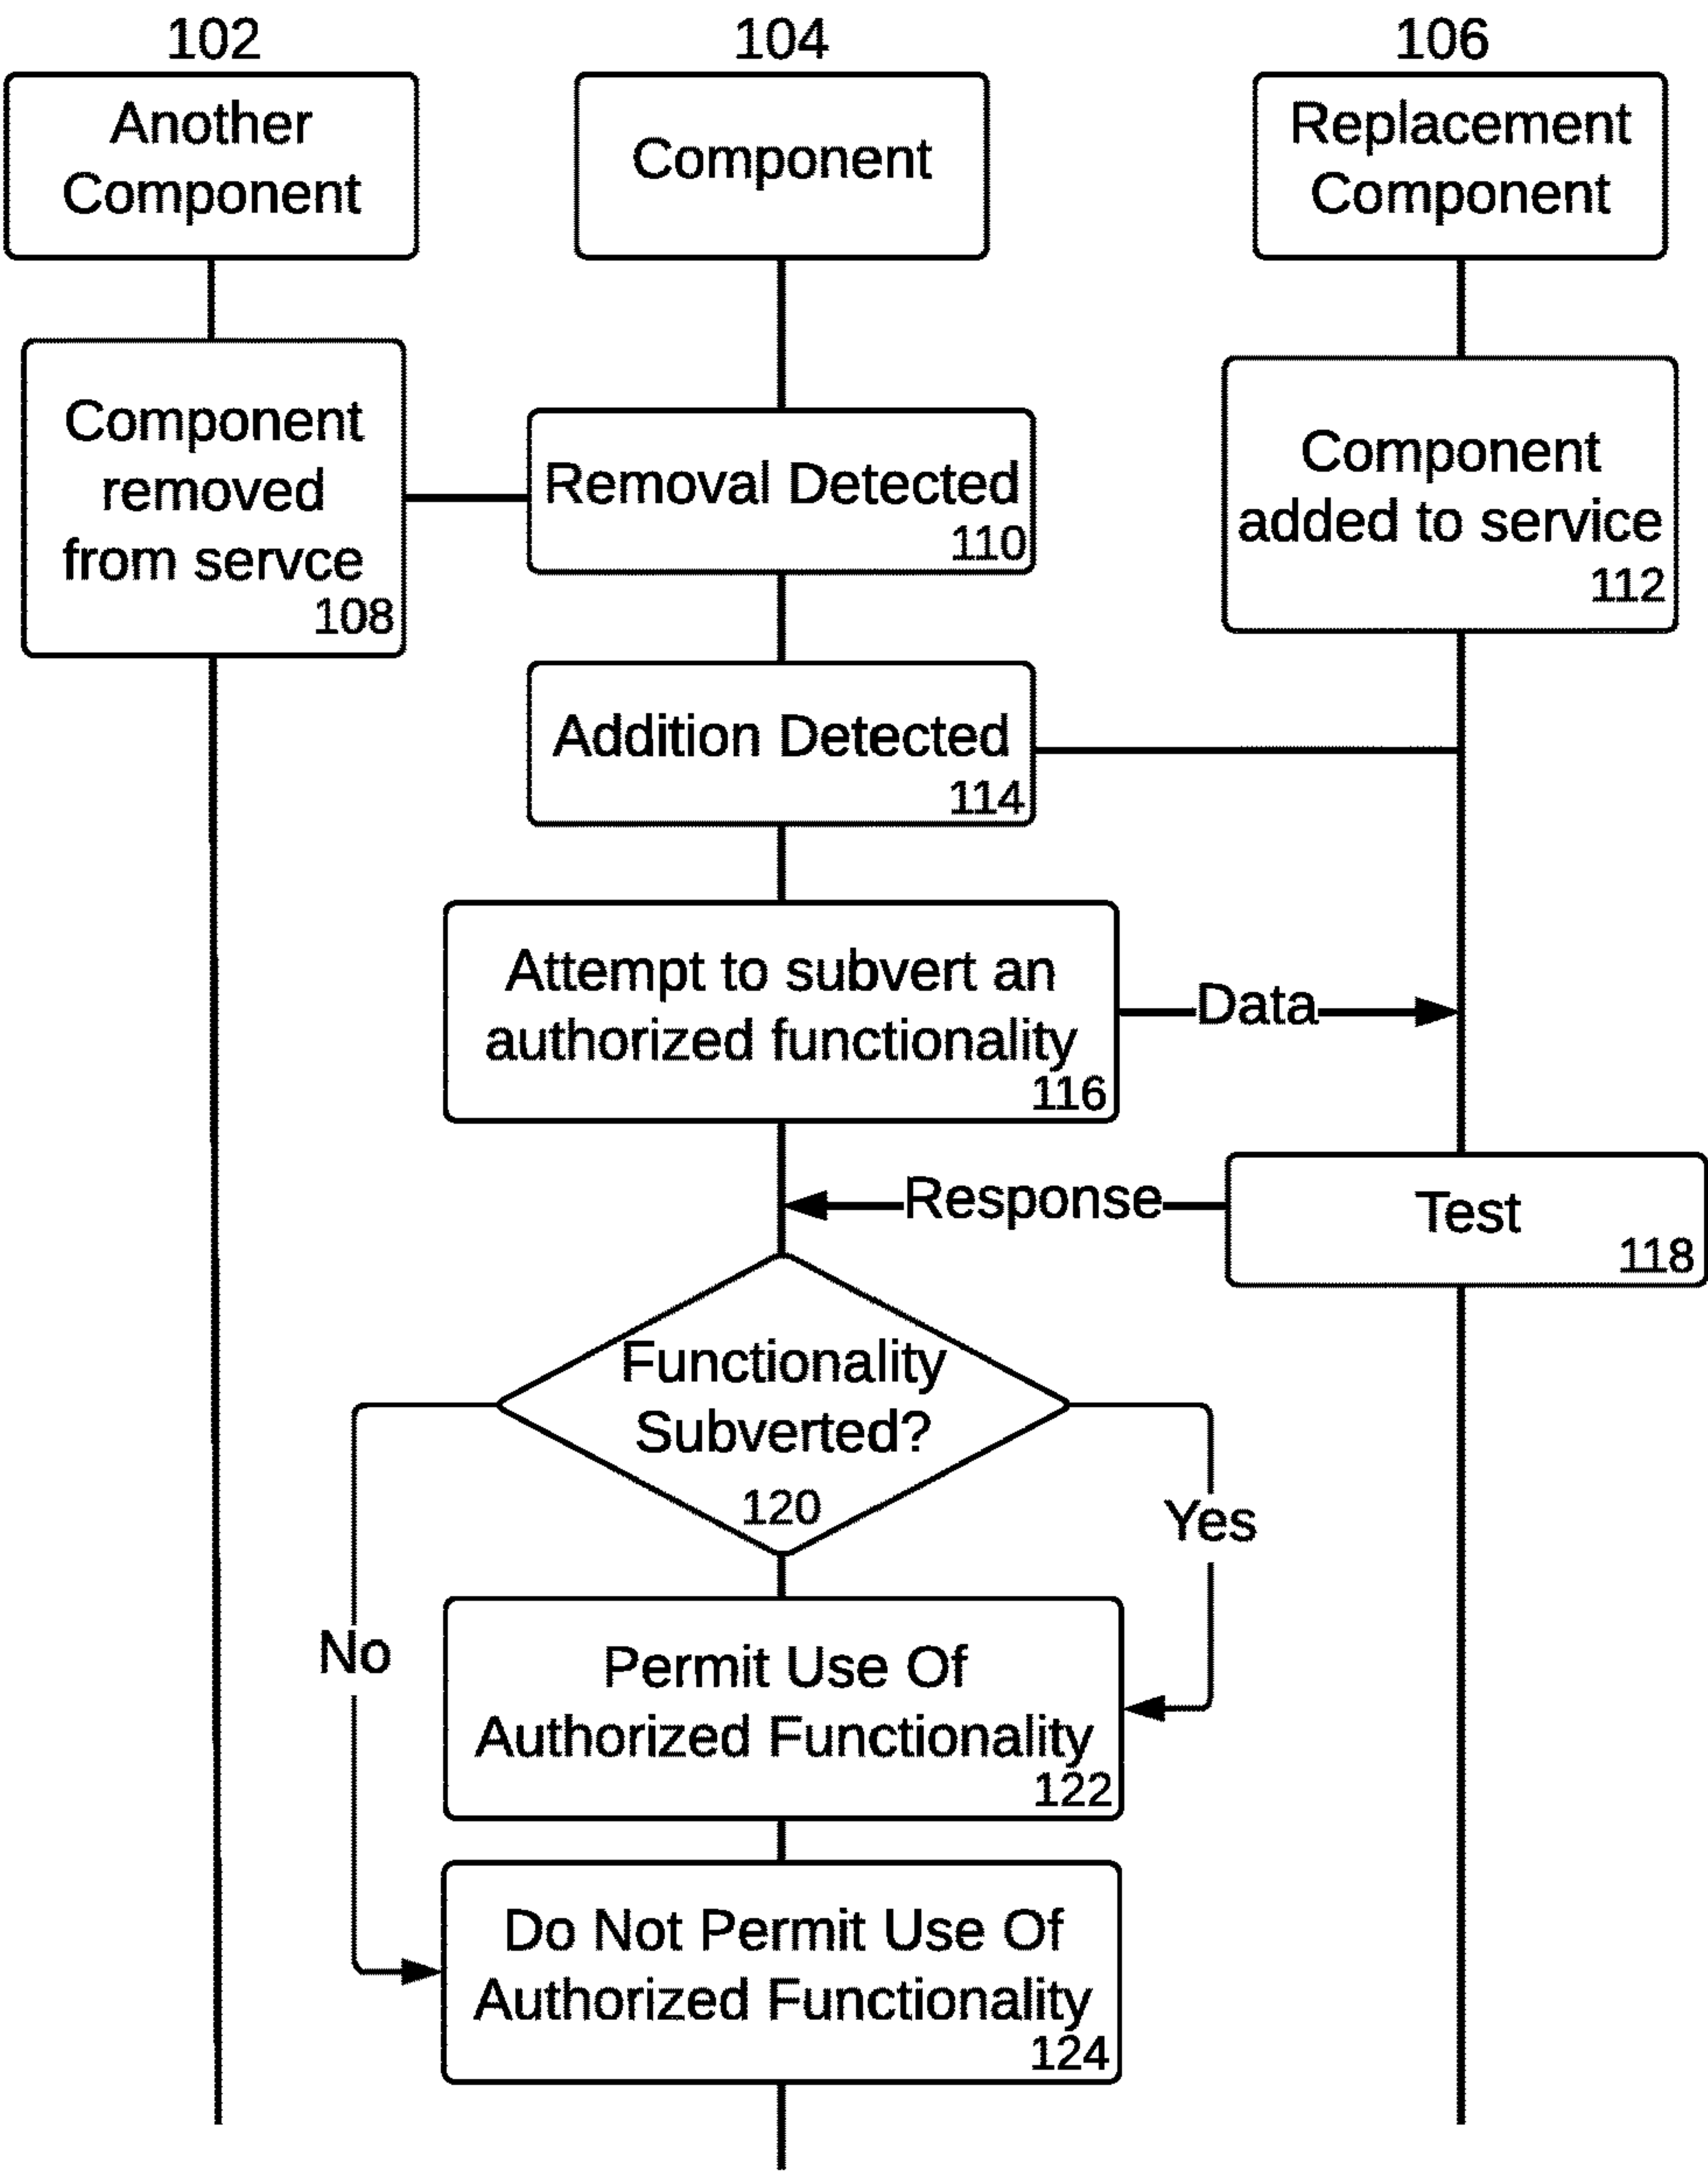 102
Another
Component
104
Component
106
Replacement
Component
Component
removed
from servce
108
Removal Detected
110
Component
added to service
112
Addition Detected
114
Attempt to subvert an
authorized functionality
116
Data
Response
Test
118
Functionality
Subverted?
120
Yes
No
Permit Use Of
Authorized Functionality
122
Do Not Permit Use Of
Authorized Functionality
124